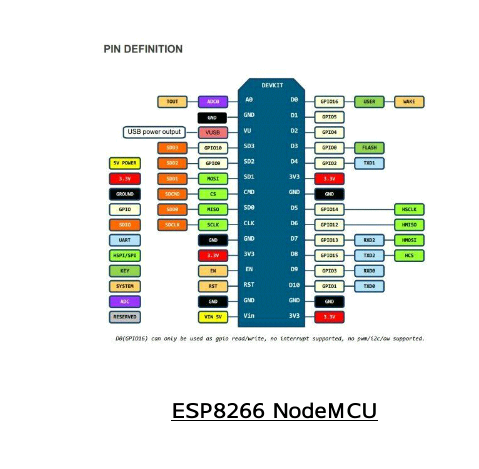 PIN DEFINITION
DEVKIT
TOUT ADC0 A0 D0 GPIO16 USER WAKE
GND GND D1 GPIO5
USB power output VUSB VU D2 GPIO4
SDD3 GPIO10 SD3 D3 GPIO0 FLASH
5V POWER SDD2 GPIO9 SD2 D4 GPIO2 TXD1
3.3V SDD1 MOSI SD1 3V3 3.3V
GROUND SDCMD CS CMD GND GND
GPIO SDD0 MISO SD0 D5 GPIO14 HSCLK
SDIO SDCLK SCLK CLK D6 GPIO12 HMISO
UART GND GND D7 GPIO13 RXD2 HMOSI
HSPI/SPI 3.3V 3V3 D8 GPIO15 TXD2 HCS
KEY EN EN D9 GPIO3 RXD0
SYSTEM RST RST D10 GPIO1 TXD0
ADC GND GND GND GND
RESERVED VIN 5V Vin 3V3 3.3V
D0(GPIO16) can only be used as gpio read/write, no interrupt supported, no pwm/i2c/ow supported.
ESP8266 NodeMCU